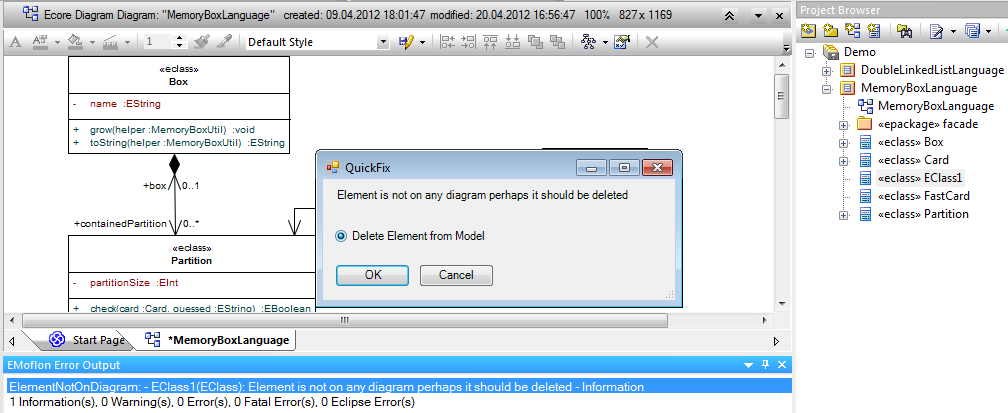 Ecore Diagram Diagram: "MemoryBoxLanguage" created: 09.04.2012 18:01:47 modified: 20.04.2012 16:56:47 100% 827 x 1169
1
Default Style
«eclass»
Box
- name :EString
+ grow(helper :MemoryBoxUtil) :void
+ toString(helper :MemoryBoxUtil) :EString
+box
0..1
+containedPartition
0..*
«eclass»
Partition
- partitionSize :EInt
+ check(card :Card, guessed :EString) :EBoolean
QuickFix
Element is not on any diagram perhaps it should be deleted
Delete Element from Model
OK
Cancel
Start Page
*MemoryBoxLanguage
EMoflon Error Output
ElementNotOnDiagram: - EClass1(EClass): Element is not on any diagram perhaps it should be deleted - Information
1 Information(s), 0 Warning(s), 0 Error(s), 0 Fatal Error(s), 0 Eclipse Error(s)
Project Browser
Demo
DoubleLinkedListLanguage
MemoryBoxLanguage
MemoryBoxLanguage
«epackage» facade
«eclass» Box
«eclass» Card
«eclass» EClass1
«eclass» FastCard
«eclass» Partition